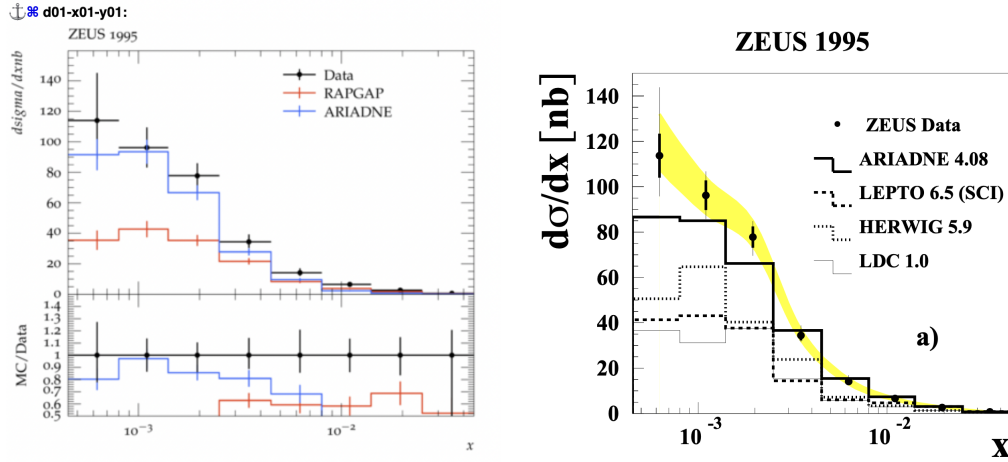 ⚓⌘ d01-x01-y01:
ZEUS 1995
dsigma/dxnb
140
120
100
80
60
40
20
0
Data
RAPGAP
ARIADNE
MC/Data
1.4
1.3
1.2
1.1
1
0.9
0.8
0.7
0.6
0.5
10⁻³
10⁻²
x
ZEUS 1995
dσ/dx [nb]
140
120
100
80
60
40
20
0
ZEUS Data
ARIADNE 4.08
LEPTO 6.5 (SCI)
HERWIG 5.9
LDC 1.0
a)
10⁻³
10⁻²
x